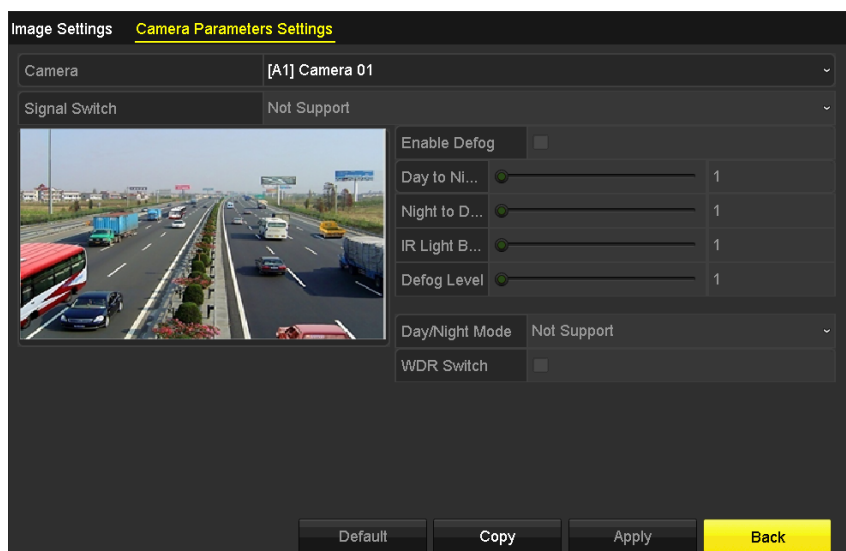 Image Settings Camera Parameters Settings
Camera [A1] Camera 01
Signal Switch Not Support
Enable Defog
Day to Ni... 1
Night to D... 1
IR Light B... 1
Defog Level 1
Day/Night Mode Not Support
WDR Switch
Default Copy Apply Back